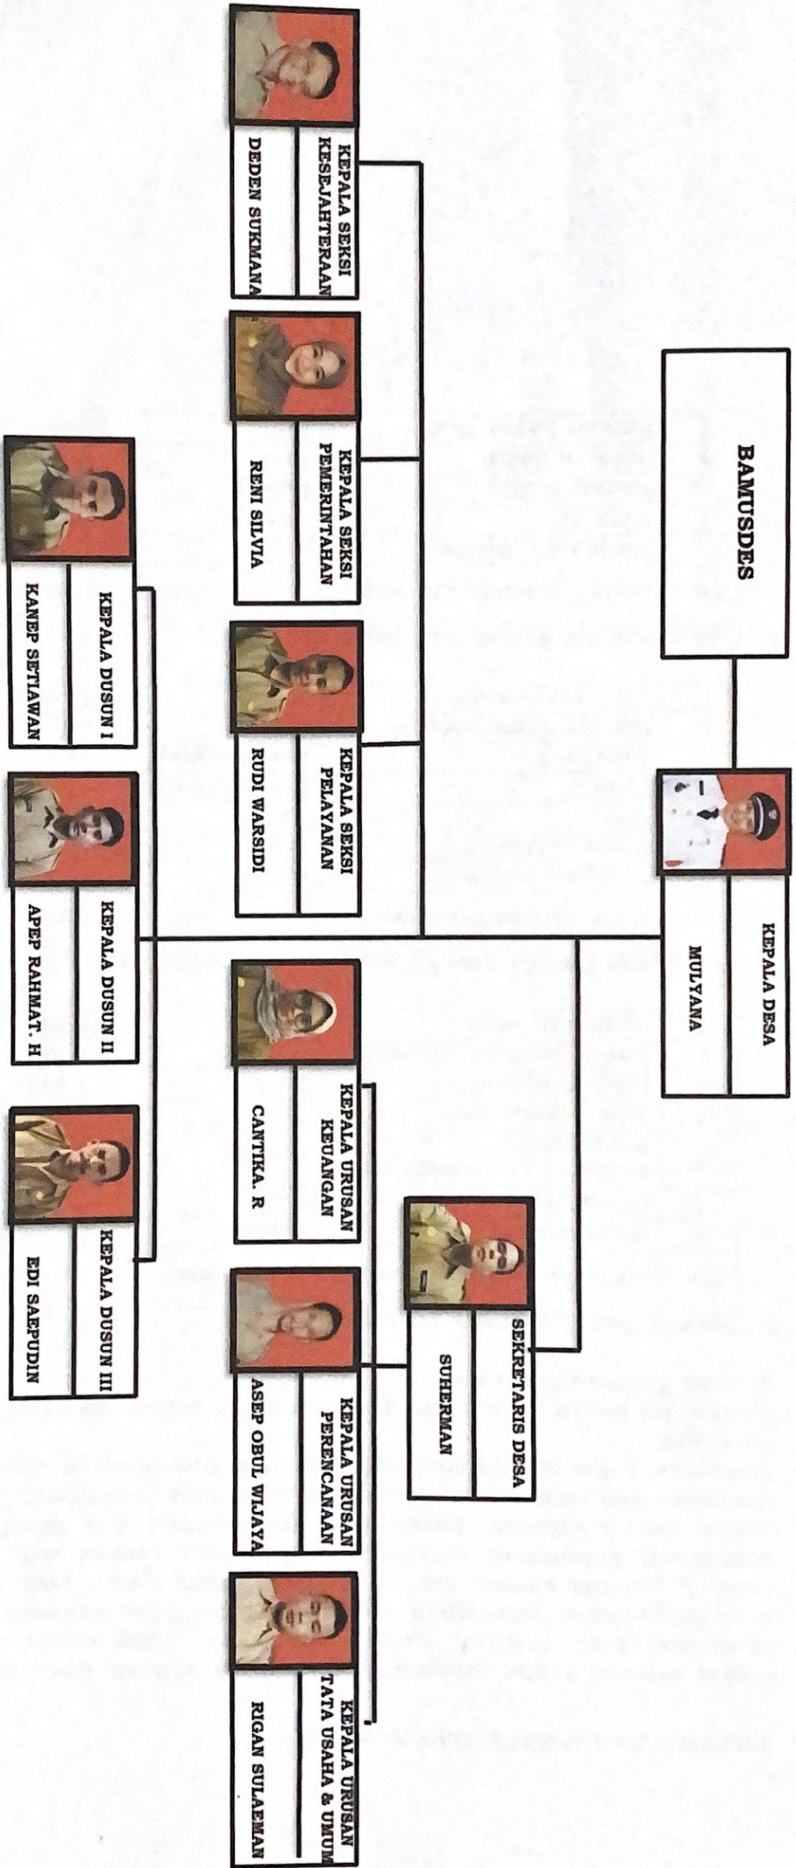 BAMUSDES
KEPALA DESA
MULYANA
SEKRETARIS DESA
SUHERMAN
KEPALA SEKSI
KESEJAHTERAAN
DEDEN SUKMANA
KEPALA SEKSI
PEMERINTAHAN
RENI SILVIA
KEPALA SEKSI
PELAYANAN
RUDI WARSIDI
KEPALA URUSAN
KEUANGAN
CANTIKA. R
KEPALA URUSAN
PERENCANAAN
ASEP OBUL WIJAYA
KEPALA URUSAN
TATA USAHA & UMUM
RIGAN SULAEMAN
KEPALA DUSUN I
KANEP SETIAWAN
KEPALA DUSUN II
APEP RAHMAT. H
KEPALA DUSUN III
EDI SAEPUDIN